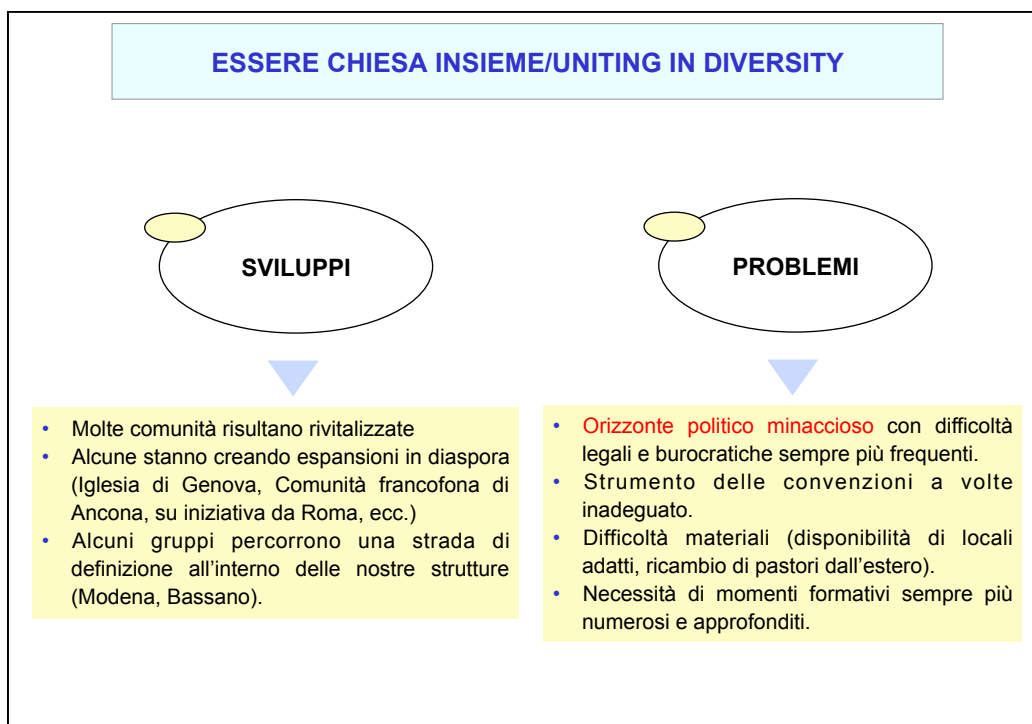 ESSERE CHIESA INSIEME/UNITING IN DIVERSITY
SVILUPPI
• Molte comunità risultano rivitalizzate
• Alcune stanno creando espansioni in diaspora
(Iglesia di Genova, Comunità francofona di
Ancona, su iniziativa da Roma, ecc.)
• Alcuni gruppi percorrono una strada di
definizione all’interno delle nostre strutture
(Modena, Bassano).
PROBLEMI
• Orizzonte politico minaccioso con difficoltà
legali e burocratiche sempre più frequenti.
• Strumento delle convenzioni a volte
inadeguato.
• Difficoltà materiali (disponibilità di locali
adatti, ricambio di pastori dall’estero).
• Necessità di momenti formativi sempre più
numerosi e approfonditi.